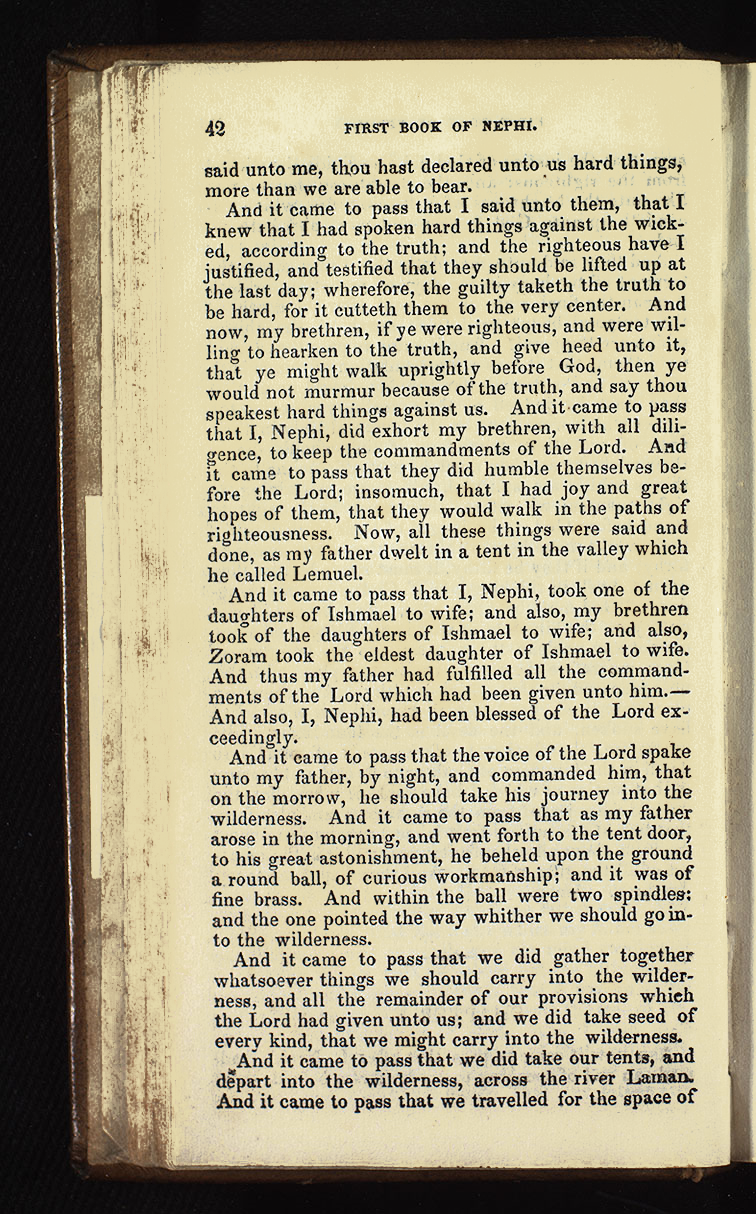 42 FIRST BOOK OF NEPHI.
said unto me, thou hast declared unto us hard things,
more than we are able to bear.
And it came to pass that I said unto them, that I
knew that I had spoken hard things against the wick-
ed, according to the truth; and the righteous have I
justified, and testified that they should be lifted up at
the last day; wherefore, the guilty taketh the truth to
be hard, for it cutteth them to the very center. And
now, my brethren, if ye were righteous, and were wil-
ling to hearken to the truth, and give heed unto it,
that ye might walk uprightly before God, then ye
would not murmur because of the truth, and say thou
speakest hard things against us. And it came to pass
that I, Nephi, did exhort my brethren, with all dili-
gence, to keep the commandments of the Lord. And
it came to pass that they did humble themselves be-
fore the Lord; insomuch, that I had joy and great
hopes of them, that they would walk in the paths of
righteousness. Now, all these things were said and
done, as my father dwelt in a tent in the valley which
he called Lemuel.
And it came to pass that I, Nephi, took one of the
daughters of Ishmael to wife; and also, my brethren
took of the daughters of Ishmael to wife; and also,
Zoram took the eldest daughter of Ishmael to wife.
And thus my father had fulfilled all the command-
ments of the Lord which had been given unto him.—
And also, I, Nephi, had been blessed of the Lord ex-
ceedingly.
And it came to pass that the voice of the Lord spake
unto my father, by night, and commanded him, that
on the morrow, he should take his journey into the
wilderness. And it came to pass that as my father
arose in the morning, and went forth to the tent door,
to his great astonishment, he beheld upon the ground
a round ball, of curious workmanship; and it was of
fine brass. And within the ball were two spindles;
and the one pointed the way whither we should go in-
to the wilderness.
And it came to pass that we did gather together
whatsoever things we should carry into the wilder-
ness, and all the remainder of our provisions which
the Lord had given unto us; and we did take seed of
every kind, that we might carry into the wilderness.
And it came to pass that we did take our tents, and
depart into the wilderness, across the river Laman.
And it came to pass that we travelled for the space of